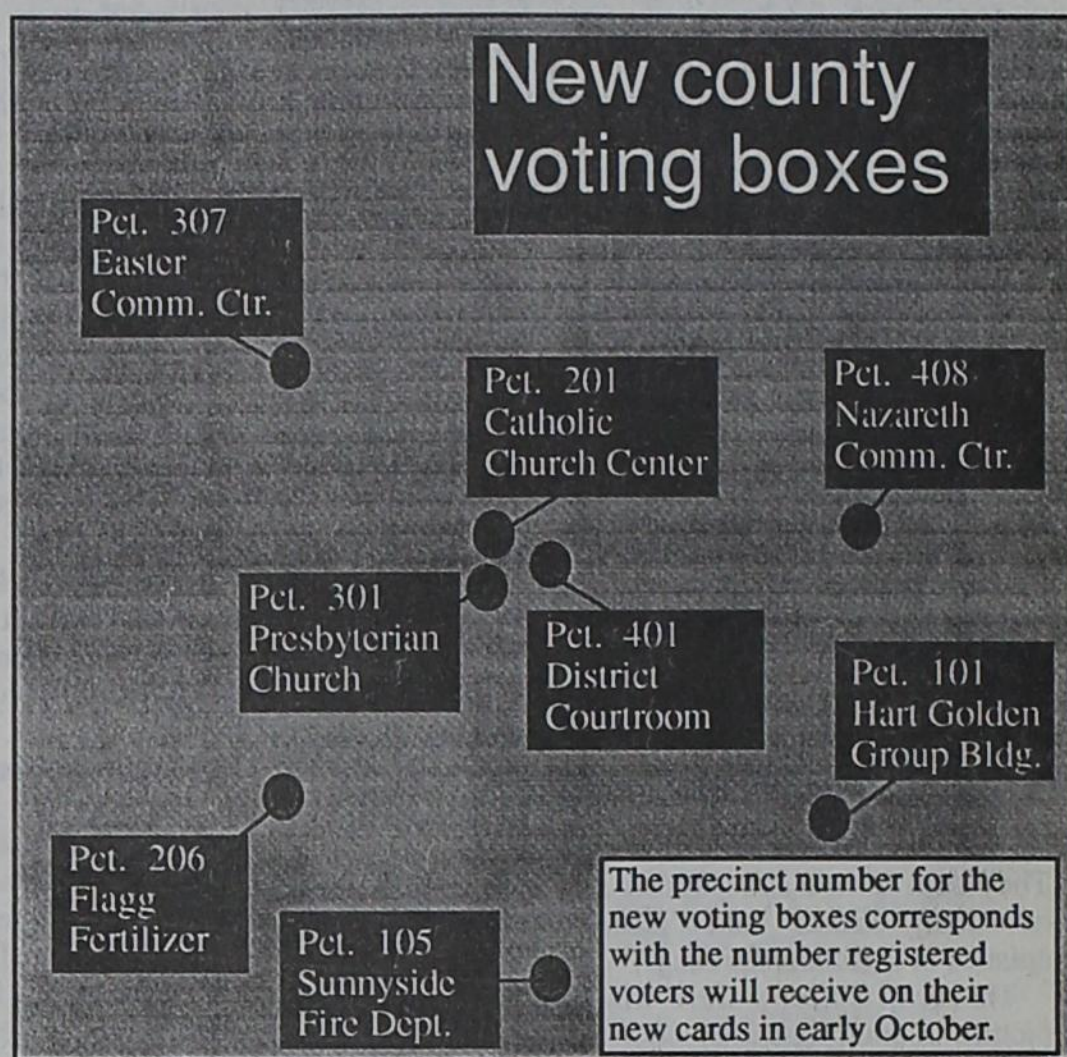 New county
voting boxes
Pct. 307
Easter
Comm. Ctr.
Pct. 201
Catholic
Church Center
Pct. 408
Nazareth
Comm. Ctr.
Pct. 301
Presbyterian
Church
Pct. 401
District
Courtroom
Pct. 101
Hart Golden
Group Bldg.
Pct. 206
Flagg
Fertilizer
Pct. 105
Sunnyside
Fire Dept.
The precinct number for the
new voting boxes corresponds
with the number registered
voters will receive on their
new cards in early October.